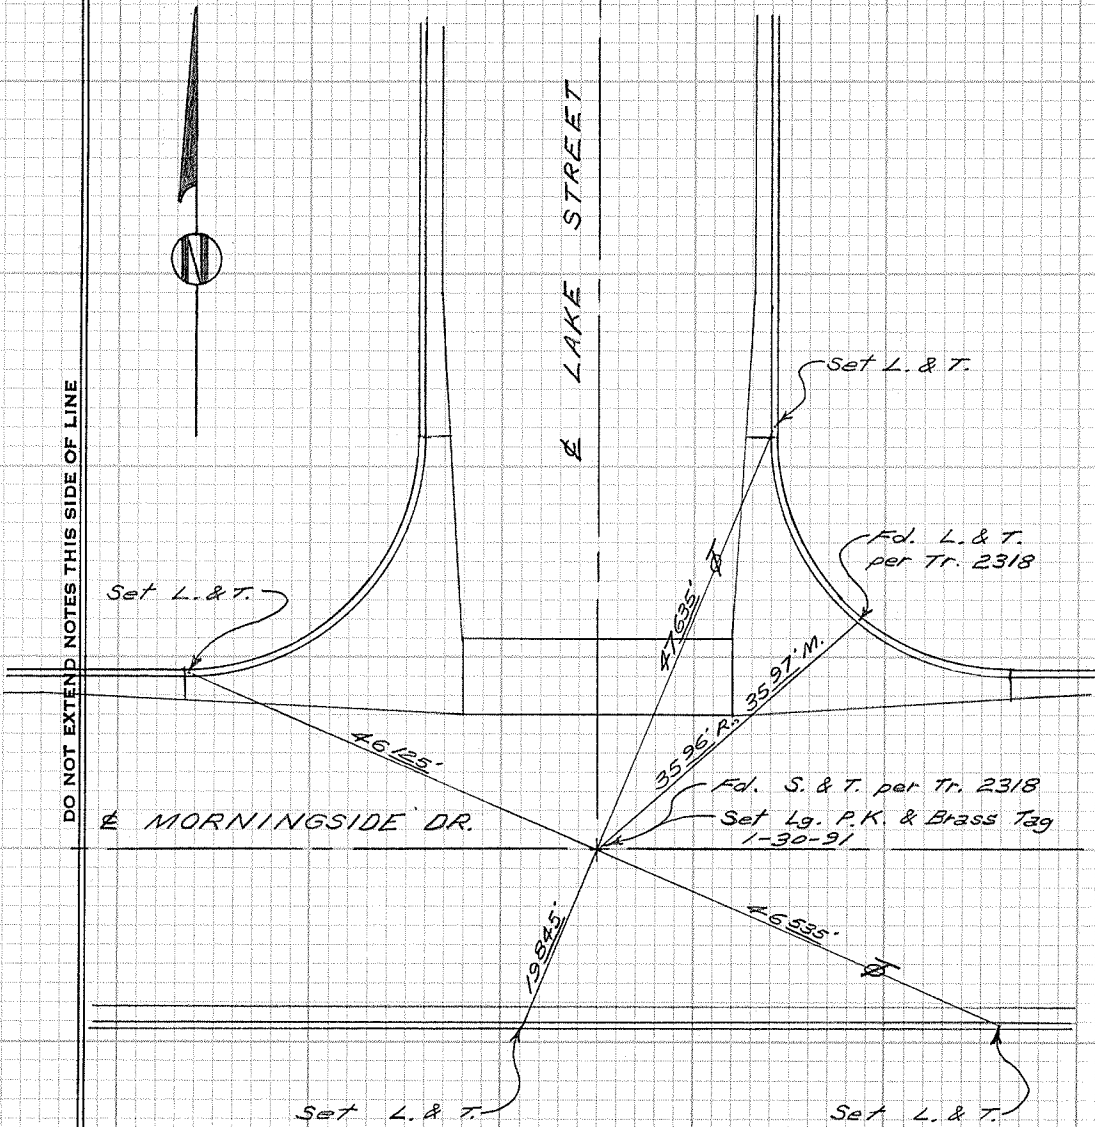 N
℄ LAKE STREET
DO NOT EXTEND NOTES THIS SIDE OF LINE
Set L. & T.
Fd. L. & T.
per Tr. 2318
Set L. & T.
47.635'
35.96' R., 35.97' M.
46.125'
Fd. S. & T. per Tr. 2318
℄ MORNINGSIDE DR.
Set Lg. P.K. & Brass Tag
1-30-91
46.535'
19.845'
Set L. & T.
Set L. & T.